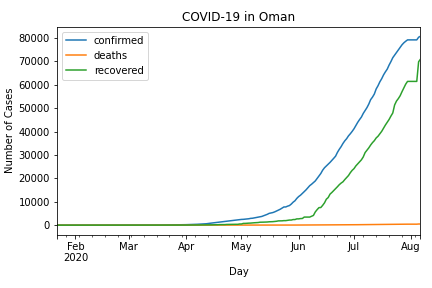 COVID-19 in Oman
confirmed
deaths
recovered
Number of Cases
80000
70000
60000
50000
40000
30000
20000
10000
0
Feb Mar Apr May Jun Jul Aug
2020
Day